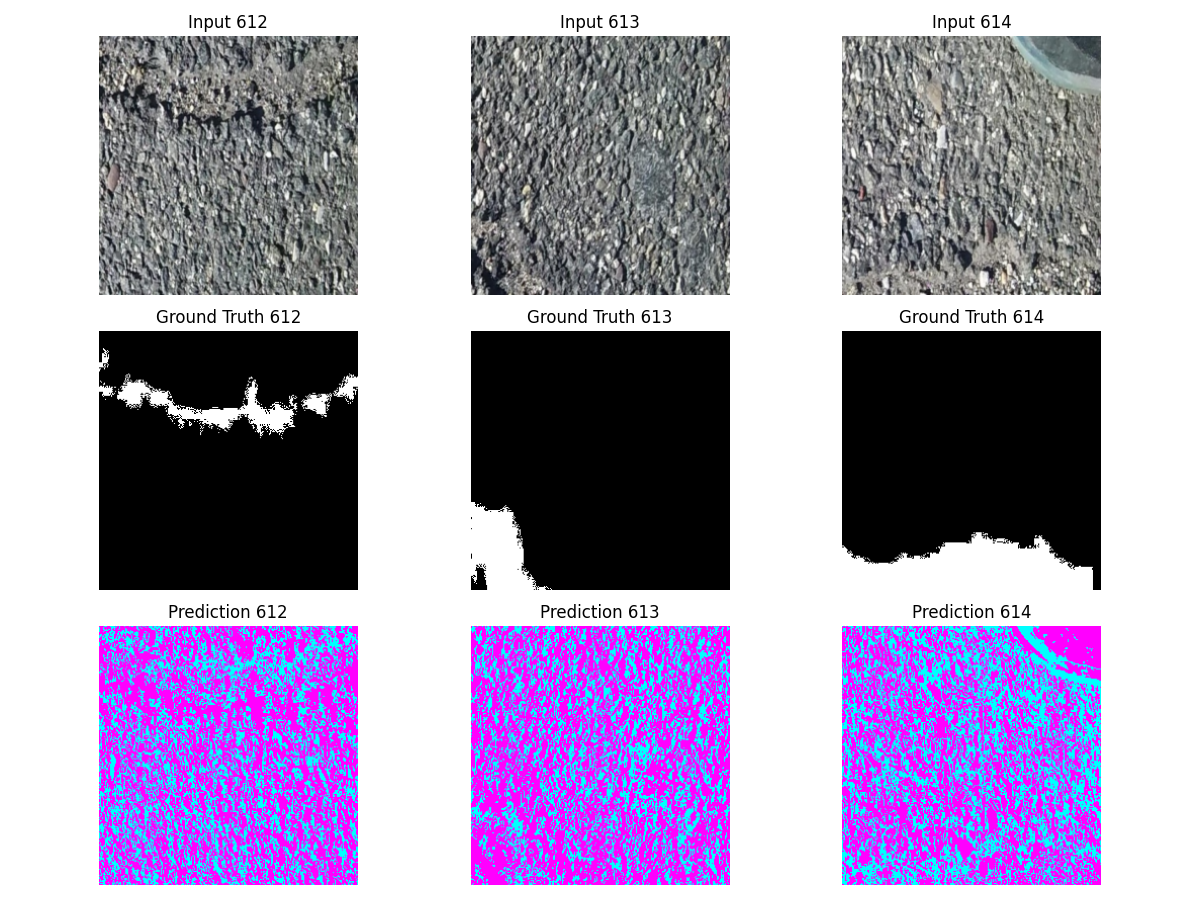 Input 612
Input 613
Input 614
Ground Truth 612
Ground Truth 613
Ground Truth 614
Prediction 612
Prediction 613
Prediction 614